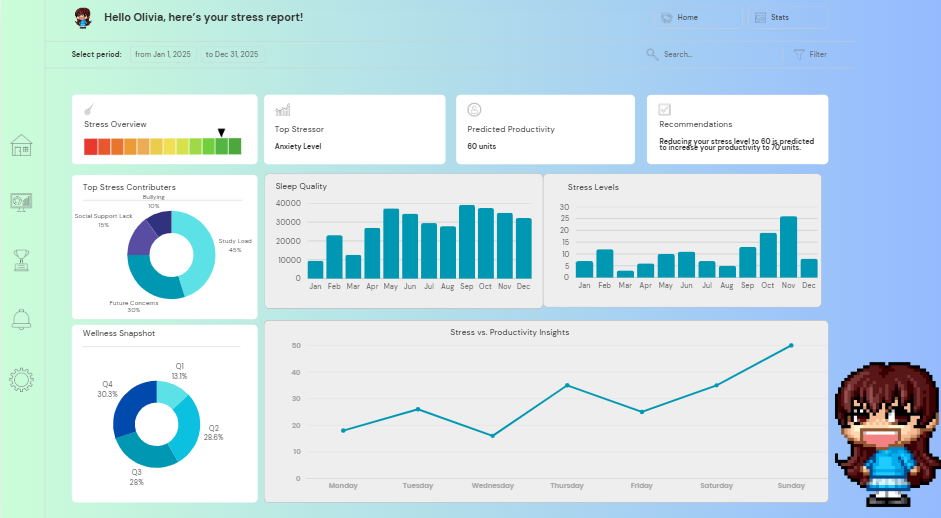 Hello Olivia, here's your stress report!
Home
Stats
Select period:
from Jan 1, 2025
to Dec 31, 2025
Search...
Filter
Stress Overview
Top Stressor
Anxiety Level
Predicted Productivity
60 units
Recommendations
Reducing your stress level to 60 is predicted
to increase your productivity to 70 units.
Top Stress Contributers
Bullying
10%
Social Support Lack
15%
Study Load
45%
Future Concerns
30%
Sleep Quality
40000
30000
20000
10000
0
Jan Feb Mar Apr May Jun Jul Aug Sep Oct Nov Dec
Stress Levels
30
25
20
15
10
5
0
Jan Feb Mar Apr May Jun Jul Aug Sep Oct Nov Dec
Wellness Snapshot
Q1
13.1%
Q4
30.3%
Q2
28.6%
Q3
28%
Stress vs. Productivity Insights
50
40
30
20
10
0
Monday Tuesday Wednesday Thursday Friday Saturday Sunday